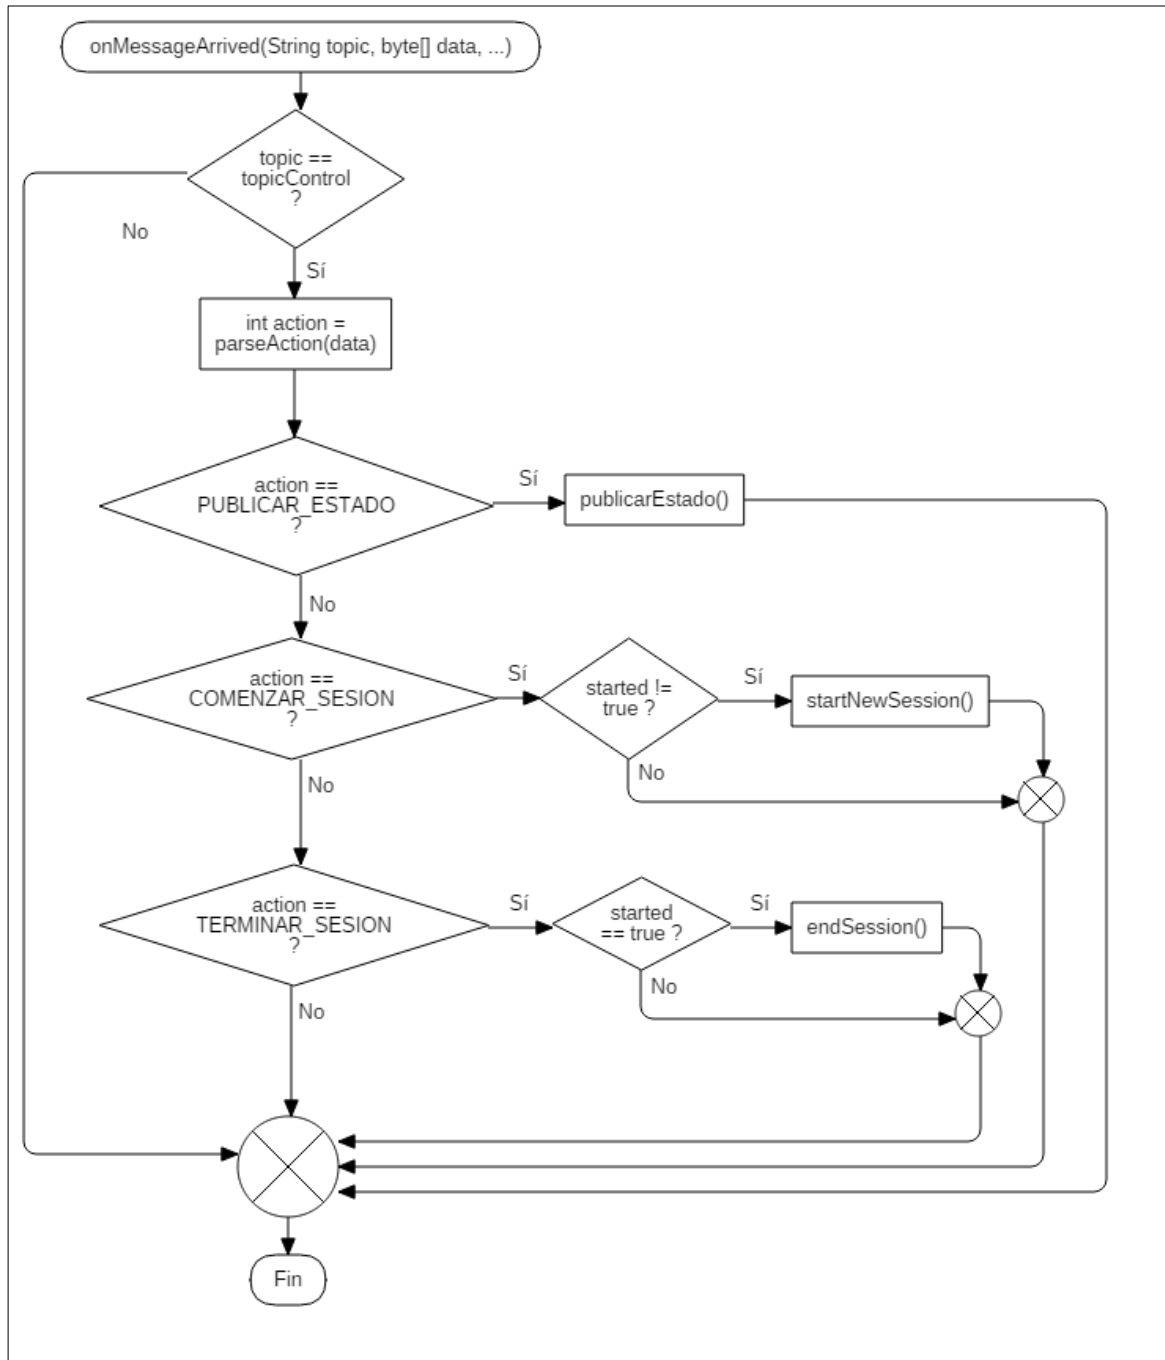 onMessageArrived(String topic, byte[] data, ...)
topic ==
topicControl
?
No
Sí
int action =
parseAction(data)
action ==
PUBLICAR_ESTADO
?
Sí
publicarEstado()
No
action ==
COMENZAR_SESION
?
Sí
started !=
true ?
Sí
startNewSession()
No
No
action ==
TERMINAR_SESION
?
Sí
started
== true ?
Sí
endSession()
No
No
Fin